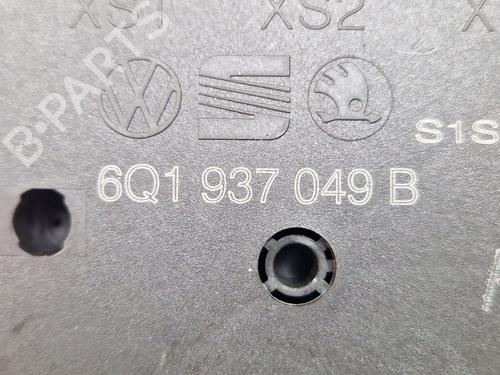 XS1 XS2 X
S1S
6Q1 937 049 B
B-PARTS